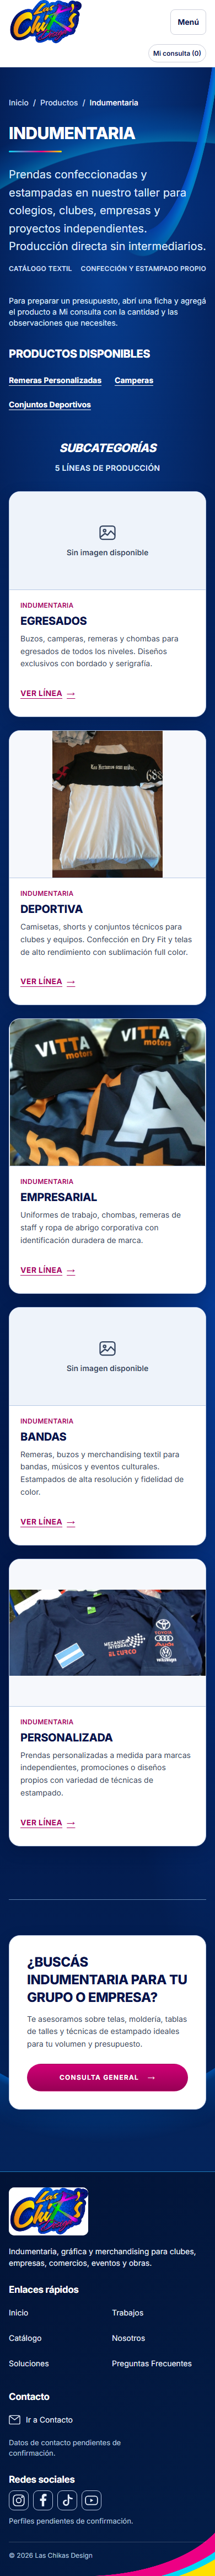 Las
Chikas
Design
Menú
Mi consulta (0)
Inicio / Productos / Indumentaria
INDUMENTARIA
Prendas confeccionadas y
estampadas en nuestro taller para
colegios, clubes, empresas y
proyectos independientes.
Producción directa sin intermediarios.
CATÁLOGO TEXTIL CONFECCIÓN Y ESTAMPADO PROPIO
Para preparar un presupuesto, abrí una ficha y agregá
el producto a Mi consulta con la cantidad y las
observaciones que necesites.
PRODUCTOS DISPONIBLES
Remeras Personalizadas Camperas
Conjuntos Deportivos
SUBCATEGORÍAS
5 LÍNEAS DE PRODUCCIÓN
Sin imagen disponible
INDUMENTARIA
EGRESADOS
Buzos, camperas, remeras y chombas para
egresados de todos los niveles. Diseños
exclusivos con bordado y serigrafía.
VER LÍNEA →
INDUMENTARIA
DEPORTIVA
Camisetas, shorts y conjuntos técnicos para
clubes y equipos. Confección en Dry Fit y telas
de alto rendimiento con sublimación full color.
VER LÍNEA →
VITTA
motors
VITTA
motors
INDUMENTARIA
EMPRESARIAL
Uniformes de trabajo, chombas, remeras de
staff y ropa de abrigo corporativa con
identificación duradera de marca.
VER LÍNEA →
Sin imagen disponible
INDUMENTARIA
BANDAS
Remeras, buzos y merchandising textil para
bandas, músicos y eventos culturales.
Estampados de alta resolución y fidelidad de
color.
VER LÍNEA →
MECANICA
INTEGRAL
EL TURCO
TOYOTA
Audi
Volkswagen
INDUMENTARIA
PERSONALIZADA
Prendas personalizadas a medida para marcas
independientes, promociones o diseños
propios con variedad de técnicas de
estampado.
VER LÍNEA →
¿BUSCÁS
INDUMENTARIA PARA TU
GRUPO O EMPRESA?
Te asesoramos sobre telas, moldería, tablas
de talles y técnicas de estampado ideales
para tu volumen y presupuesto.
CONSULTA GENERAL →
Las
Chikas
Design
Indumentaria, gráfica y merchandising para clubes,
empresas, comercios, eventos y obras.
Enlaces rápidos
Inicio Trabajos
Catálogo Nosotros
Soluciones Preguntas Frecuentes
Contacto
Ir a Contacto
Datos de contacto pendientes de
confirmación.
Redes sociales
Perfiles pendientes de confirmación.
© 2026 Las Chikas Design